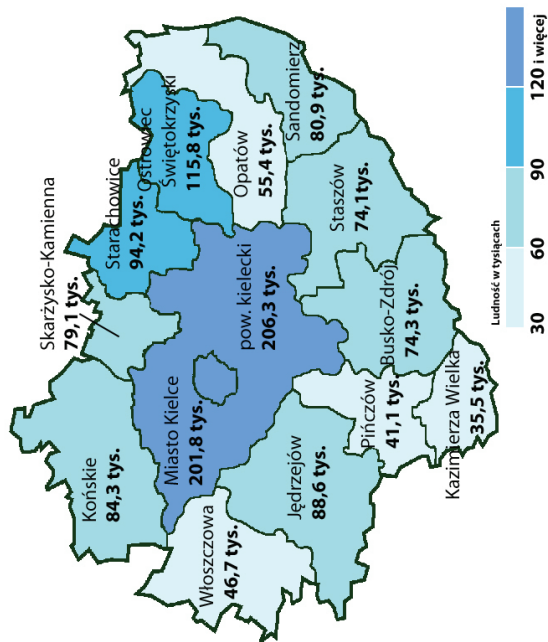 Skarżysko-Kamienna
79,1 tys.
Końskie
84,3 tys.
Starachowice
94,2 tys.
Ostrowiec
Świętokrzyski
115,8 tys.
Opatów
55,4 tys.
Sandomierz
80,9 tys.
Miasto Kielce
201,8 tys.
pow. kielecki
206,3 tys.
Staszów
74,1tys.
Włoszczowa
46,7 tys.
Jędrzejów
88,6 tys.
Pińczów
41,1 tys.
Busko-Zdrój
74,3 tys.
Kazimierza Wielka
35,5 tys.
Ludność w tysiącach
30 60 90 120 i więcej